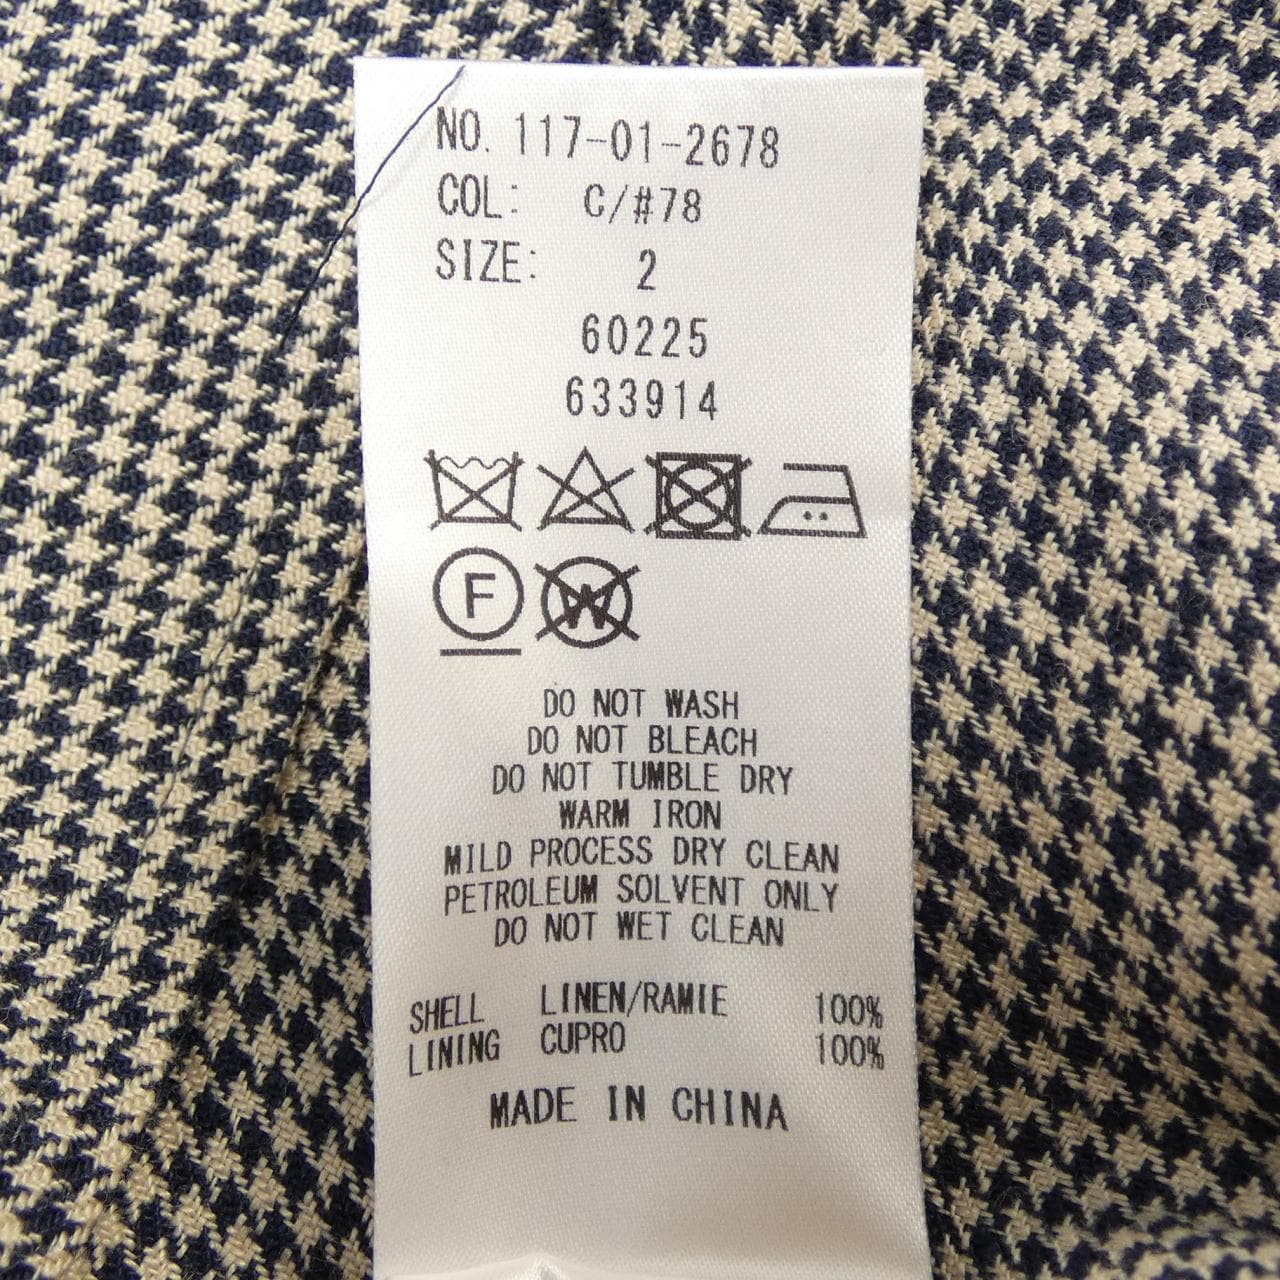 NO. 117-01-2678
COL: C/#78
SIZE: 2
60225
633914
F W
DO NOT WASH
DO NOT BLEACH
DO NOT TUMBLE DRY
WARM IRON
MILD PROCESS DRY CLEAN
PETROLEUM SOLVENT ONLY
DO NOT WET CLEAN
SHELL LINEN/RAMIE 100%
LINING CUPRO 100%
MADE IN CHINA